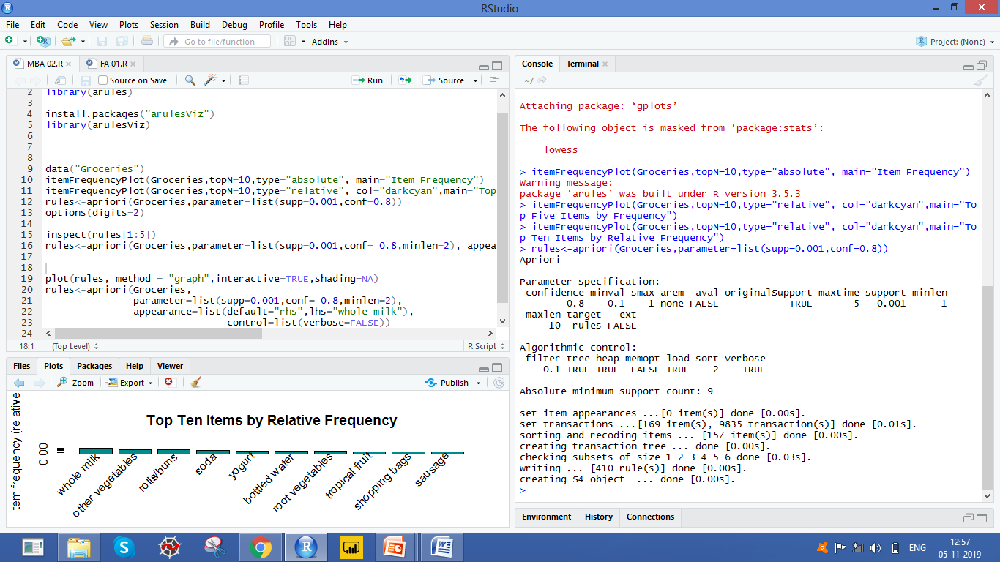 RStudio
File Edit Code View Plots Session Build Debug Profile Tools Help
Go to file/function Addins Project: (None)
MBA 02.R FA 01.R
Source on Save Run Source
2 library(arules)
3
4 install.packages("arulesViz")
5 library(arulesViz)
6
7
8
9 data("Groceries")
10 itemFrequencyPlot(Groceries,topN=10,type="absolute", main="Item Frequency")
11 itemFrequencyPlot(Groceries,topN=10,type="relative", col="darkcyan",main="Top
12 rules<-apriori(Groceries,parameter=list(supp=0.001,conf=0.8))
13 options(digits=2)
14
15 inspect(rules[1:5])
16 rules<-apriori(Groceries,parameter=list(supp=0.001,conf= 0.8,minlen=2), appea
17
18
19 plot(rules, method = "graph",interactive=TRUE,shading=NA)
20 rules<-apriori(Groceries,
21 parameter=list(supp=0.001,conf= 0.8,minlen=2),
22 appearance=list(default="rhs",lhs="whole milk"),
23 control=list(verbose=FALSE))
24
18:1 (Top Level) R Script
Files Plots Packages Help Viewer
Zoom Export Publish
Top Ten Items by Relative Frequency
item frequency (relative
0.00
whole milk
other vegetables
rolls/buns
soda
yogurt
bottled water
root vegetables
tropical fruit
shopping bags
sausage
Console Terminal
~/
Attaching package: ‘gplots’
The following object is masked from ‘package:stats’:
lowess
> itemFrequencyPlot(Groceries,topN=10,type="absolute", main="Item Frequency")
Warning message:
package ‘arules’ was built under R version 3.5.3
> itemFrequencyPlot(Groceries,topN=10,type="relative", col="darkcyan",main="To
p Five Items by Frequency")
> itemFrequencyPlot(Groceries,topN=10,type="relative", col="darkcyan",main="To
p Ten Items by Relative Frequency")
> rules<-apriori(Groceries,parameter=list(supp=0.001,conf=0.8))
Apriori
Parameter specification:
confidence minval smax arem aval originalSupport maxtime support minlen
0.8 0.1 1 none FALSE TRUE 5 0.001 1
maxlen target ext
10 rules FALSE
Algorithmic control:
filter tree heap memopt load sort verbose
0.1 TRUE TRUE FALSE TRUE 2 TRUE
Absolute minimum support count: 9
set item appearances ...[0 item(s)] done [0.00s].
set transactions ...[169 item(s), 9835 transaction(s)] done [0.01s].
sorting and recoding items ... [157 item(s)] done [0.00s].
creating transaction tree ... done [0.00s].
checking subsets of size 1 2 3 4 5 6 done [0.03s].
writing ... [410 rule(s)] done [0.00s].
creating S4 object ... done [0.00s].
>
Environment History Connections
ENG 12:57
05-11-2019